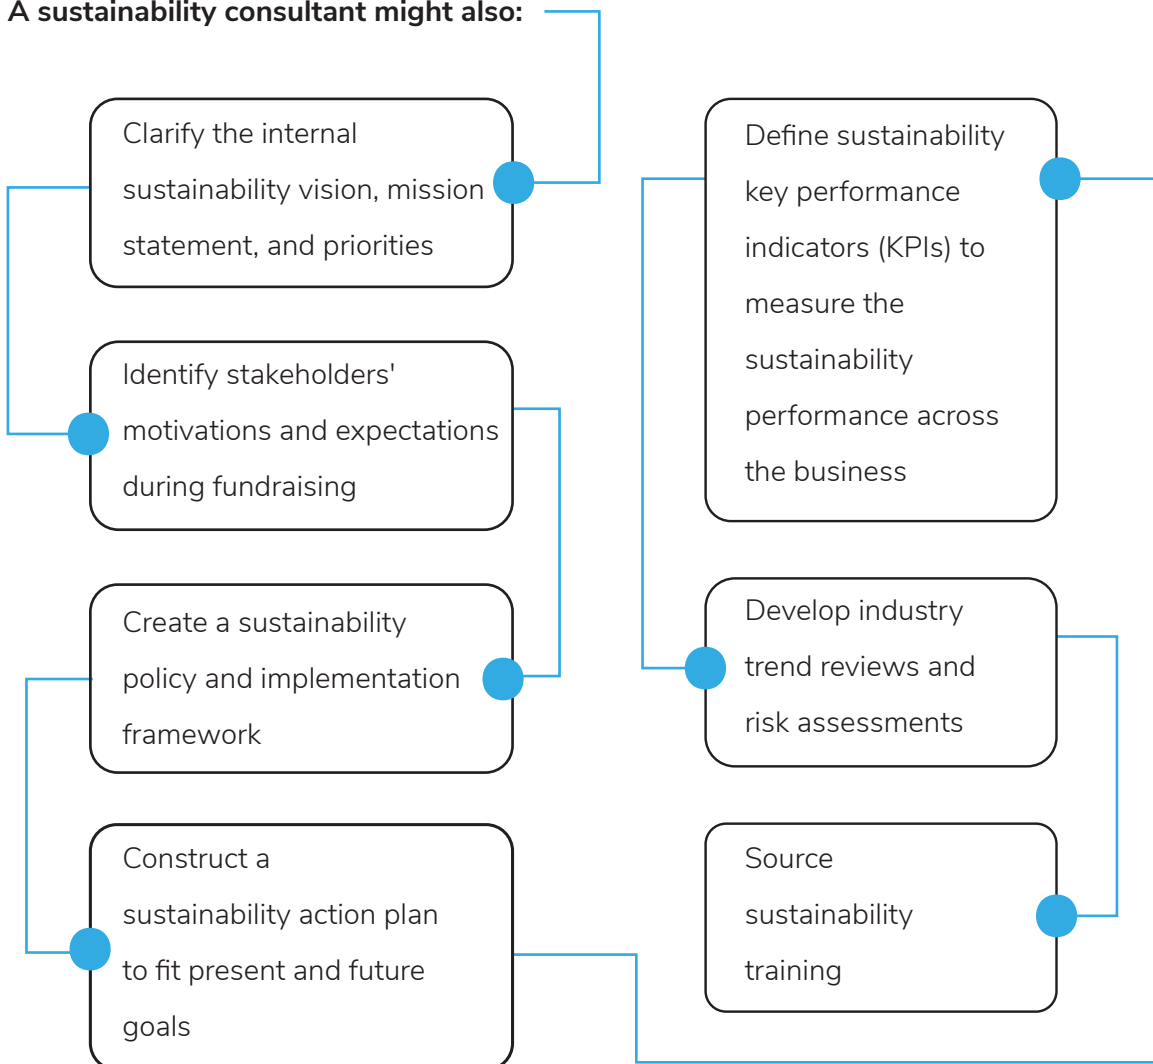 A sustainability consultant might also:
Clarify the internal
sustainability vision, mission
statement, and priorities
Identify stakeholders'
motivations and expectations
during fundraising
Create a sustainability
policy and implementation
framework
Construct a
sustainability action plan
to fit present and future
goals
Define sustainability
key performance
indicators (KPIs) to
measure the
sustainability
performance across
the business
Develop industry
trend reviews and
risk assessments
Source
sustainability
training